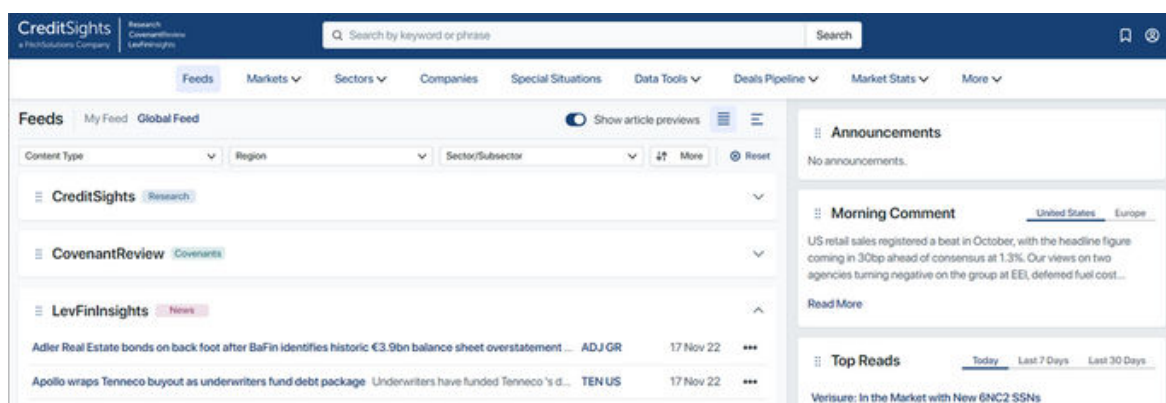 CreditSights
a FitchSolutions Company
Research
CovenantReview
LevFinInsights
Search by keyword or phrase
Search
Feeds Markets Sectors Companies Special Situations Data Tools Deals Pipeline Market Stats More
Feeds My Feed Global Feed Show article previews
Content Type Region Sector/Subsector More Reset
CreditSights Research
CovenantReview Covenants
LevFinInsights News
Adler Real Estate bonds on back foot after BaFin identifies historic €3.9bn balance sheet overstatement ... ADJ GR 17 Nov 22
Apollo wraps Tenneco buyout as underwriters fund debt package Underwriters have funded Tenneco 's d... TEN US 17 Nov 22
Announcements
No announcements.
Morning Comment United States Europe
US retail sales registered a beat in October, with the headline figure
coming in 30bp ahead of consensus at 1.3%. Our views on two
agencies turning negative on the group at EEI, deferred fuel cost...
Read More
Top Reads Today Last 7 Days Last 30 Days
Verisure: In the Market with New 6NC2 SSNs